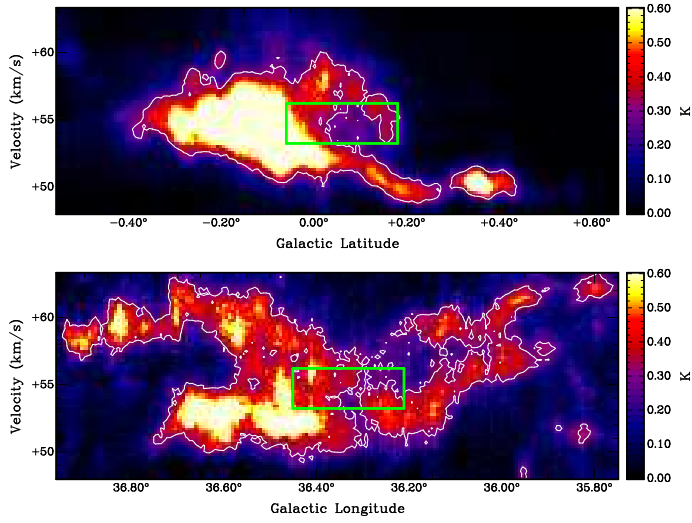 0.60
+60
0.50
0.40
+55
0.30
K
0.20
+50
0.10
0.00
Velocity (km/s)
−0.40° −0.20° 0.00° +0.20° +0.40° +0.60°
Galactic Latitude
0.60
+60
0.50
0.40
+55
0.30
K
0.20
+50
0.10
0.00
Velocity (km/s)
36.80° 36.60° 36.40° 36.20° 36.00° 35.80°
Galactic Longitude